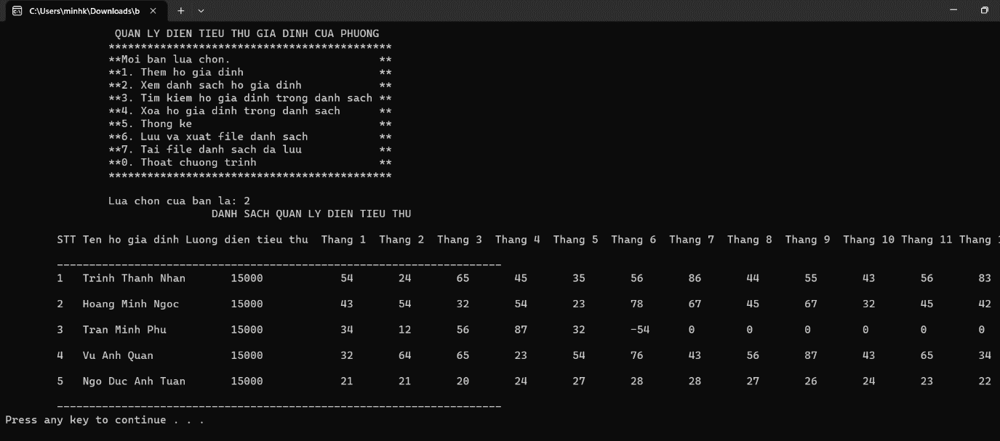 C:\Users\minhk\Downloads\b
QUAN LY DIEN TIEU THU GIA DINH CUA PHUONG
********************************************
**Moi ban lua chon. **
**1. Them ho gia dinh **
**2. Xem danh sach ho gia dinh **
**3. Tim kiem ho gia dinh trong danh sach **
**4. Xoa ho gia dinh trong danh sach **
**5. Thong ke **
**6. Luu va xuat file danh sach **
**7. Tai file danh sach da luu **
**0. Thoat chuong trinh **
********************************************
Lua chon cua ban la: 2
DANH SACH QUAN LY DIEN TIEU THU
STT Ten ho gia dinh Luong dien tieu thu Thang 1 Thang 2 Thang 3 Thang 4 Thang 5 Thang 6 Thang 7 Thang 8 Thang 9 Thang 10 Thang 11 Thang 1
_____________________________________________________________________
1 Trinh Thanh Nhan 15000 54 24 65 45 35 56 86 44 55 43 56 83
2 Hoang Minh Ngoc 15000 43 54 32 54 23 78 67 45 67 32 45 42
3 Tran Minh Phu 15000 34 12 56 87 32 -54 0 0 0 0 0 0
4 Vu Anh Quan 15000 32 64 65 23 54 76 43 56 87 43 65 34
5 Ngo Duc Anh Tuan 15000 21 21 20 24 27 28 28 27 26 24 23 22
_____________________________________________________________________
Press any key to continue . . .